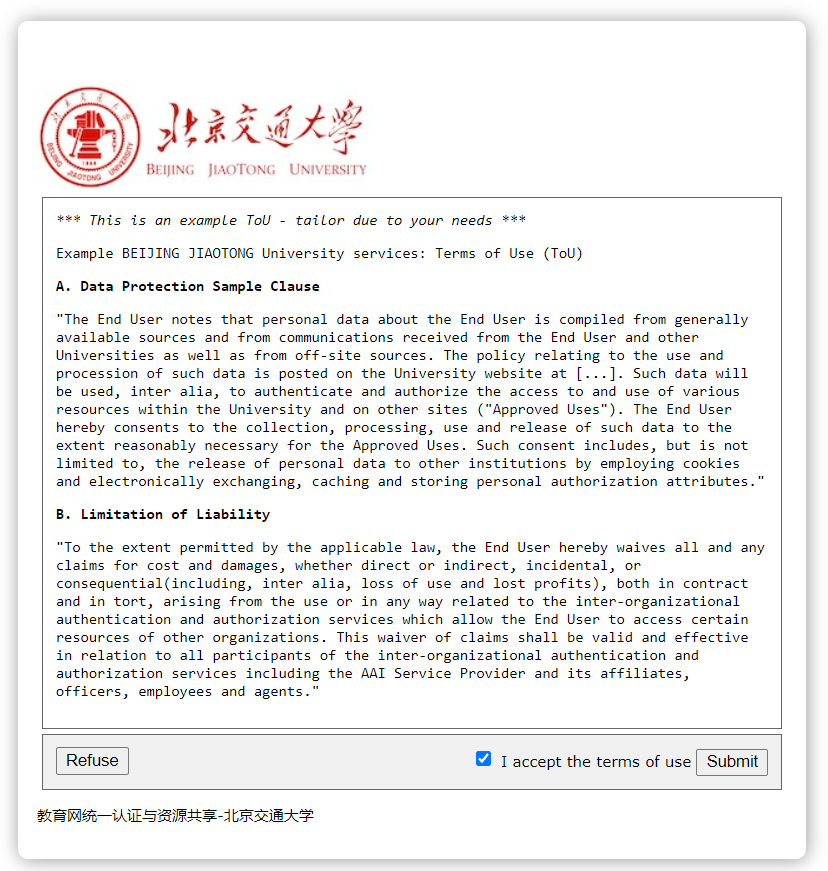 北京交通大学
BEIJING JIAOTONG UNIVERSITY
北京交通大学
BEIJING JIAOTONG UNIVERSITY
1896
*** This is an example ToU - tailor due to your needs ***
Example BEIJING JIAOTONG University services: Terms of Use (ToU)
A. Data Protection Sample Clause
"The End User notes that personal data about the End User is compiled from generally
available sources and from communications received from the End User and other
Universities as well as from off-site sources. The policy relating to the use and
procession of such data is posted on the University website at [...]. Such data will
be used, inter alia, to authenticate and authorize the access to and use of various
resources within the University and on other sites ("Approved Uses"). The End User
hereby consents to the collection, processing, use and release of such data to the
extent reasonably necessary for the Approved Uses. Such consent includes, but is not
limited to, the release of personal data to other institutions by employing cookies
and electronically exchanging, caching and storing personal authorization attributes."
B. Limitation of Liability
"To the extent permitted by the applicable law, the End User hereby waives all and any
claims for cost and damages, whether direct or indirect, incidental, or
consequential(including, inter alia, loss of use and lost profits), both in contract
and in tort, arising from the use or in any way related to the inter-organizational
authentication and authorization services which allow the End User to access certain
resources of other organizations. This waiver of claims shall be valid and effective
in relation to all participants of the inter-organizational authentication and
authorization services including the AAI Service Provider and its affiliates,
officers, employees and agents."
Refuse
I accept the terms of use
Submit
教育网统一认证与资源共享-北京交通大学